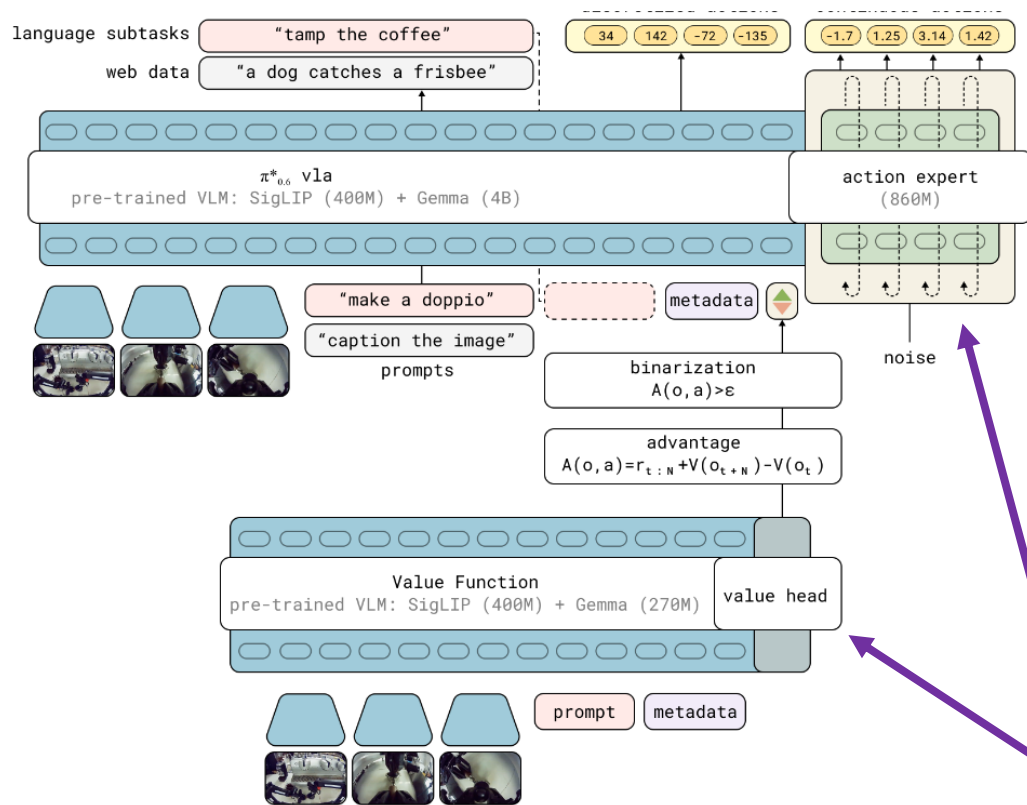 language subtasks
"tamp the coffee"
34 142 -72 -135
-1.7 1.25 3.14 1.42
web data
"a dog catches a frisbee"
π*0.6 vla
pre-trained VLM: SigLIP (400M) + Gemma (4B)
action expert
(860M)
"make a doppio"
metadata
"caption the image"
prompts
noise
binarization
A(o,a)>ε
advantage
A(o,a)=rt:N+V(ot+N)-V(ot)
Value Function
pre-trained VLM: SigLIP (400M) + Gemma (270M)
value head
prompt
metadata